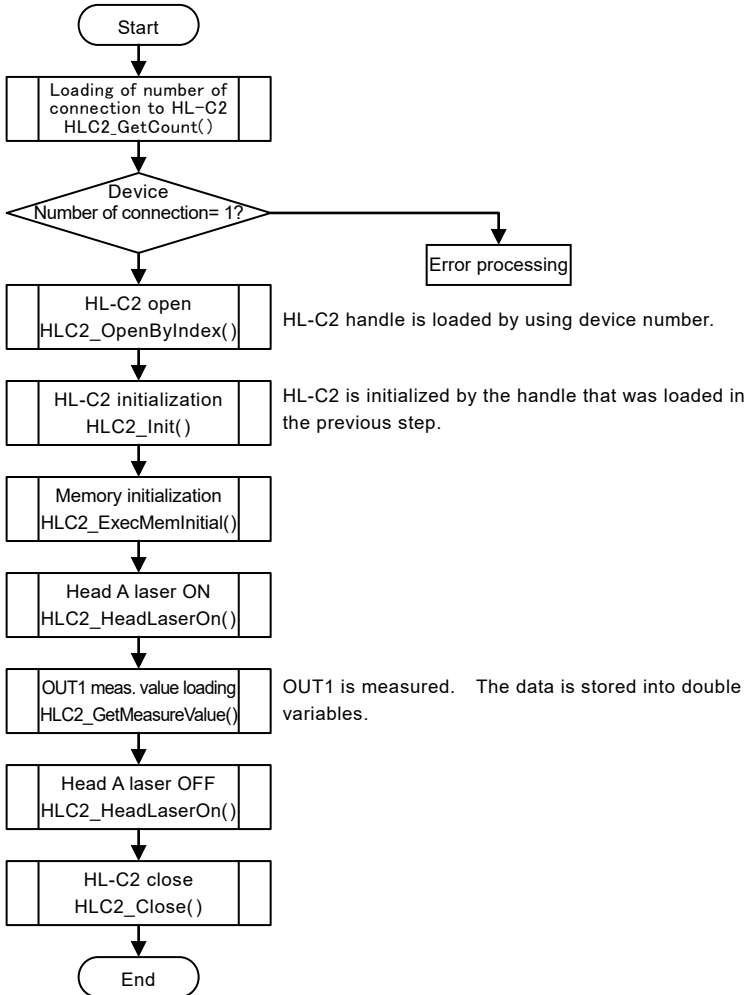 Start
Loading of number of
connection to HL-C2
HLC2_GetCount()
Device
Number of connection= 1?
Error processing
HL-C2 open
HLC2_OpenByIndex()
HL-C2 handle is loaded by using device number.
HL-C2 initialization
HLC2_Init()
HL-C2 is initialized by the handle that was loaded in
the previous step.
Memory initialization
HLC2_ExecMemInitial()
Head A laser ON
HLC2_HeadLaserOn()
OUT1 meas. value loading
HLC2_GetMeasureValue()
OUT1 is measured. The data is stored into double
variables.
Head A laser OFF
HLC2_HeadLaserOn()
HL-C2 close
HLC2_Close()
End